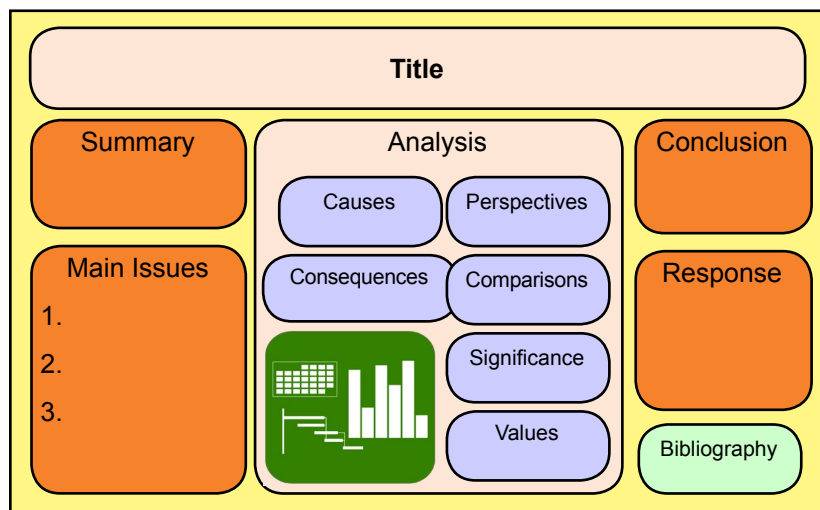 Title
Summary
Main Issues
1.
2.
3.
Analysis
Causes
Perspectives
Consequences
Comparisons
Significance
Values
Conclusion
Response
Bibliography